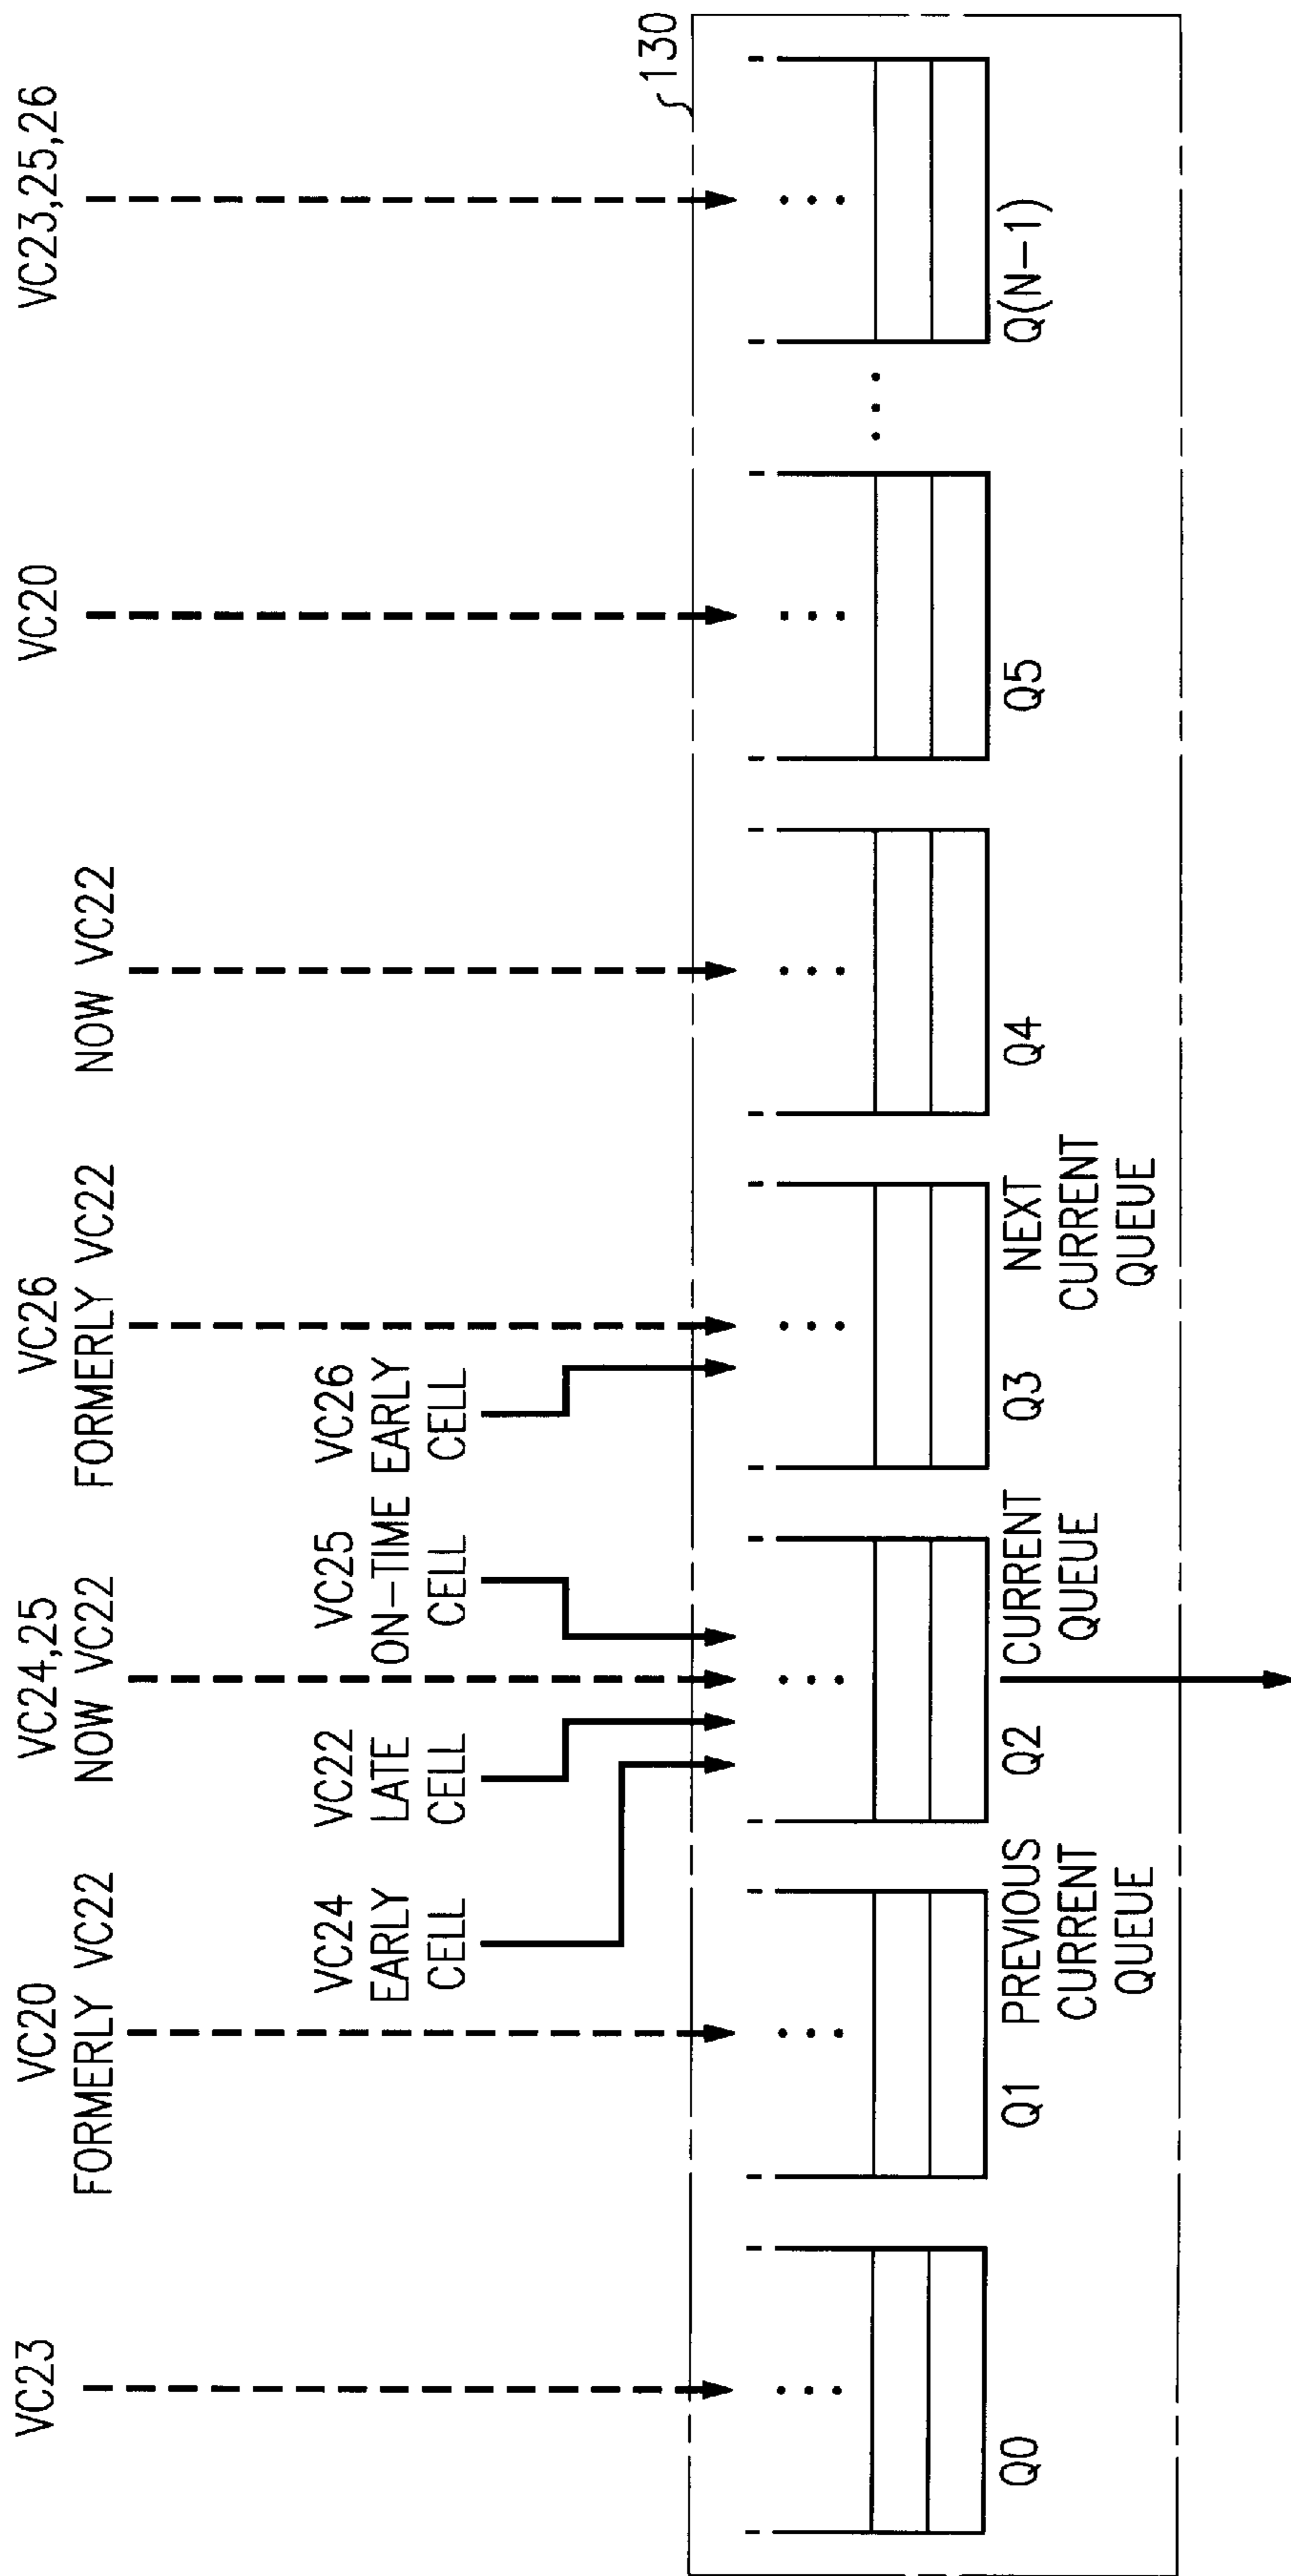 VC23
VC20
FORMERLY VC22
VC24,25
NOW VC22
VC26
FORMERLY VC22
NOW VC22
VC20
VC23,25,26
VC24
EARLY
CELL
VC22
LATE
CELL
VC25
ON-TIME
CELL
VC26
EARLY
CELL
130
Q0
Q1 PREVIOUS
CURRENT
QUEUE
Q2 CURRENT
QUEUE
Q3 NEXT
CURRENT
QUEUE
Q4
Q5
Q(N-1)